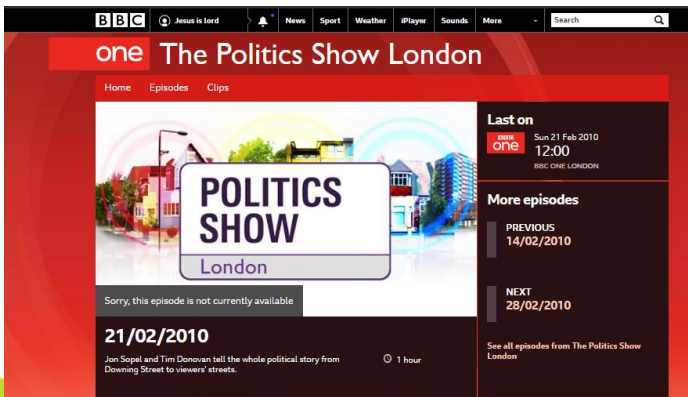 BBC Jesus is lord News Sport Weather iPlayer Sounds More Search
one The Politics Show London
Home Episodes Clips
POLITICS
SHOW
London
Sorry, this episode is not currently available
21/02/2010
Jon Sopel and Tim Donovan tell the whole political story from
Downing Street to viewers' streets.
1 hour
Last on
BBC
one
Sun 21 Feb 2010
12:00
BBC ONE LONDON
More episodes
PREVIOUS
14/02/2010
NEXT
28/02/2010
See all episodes from The Politics Show
London